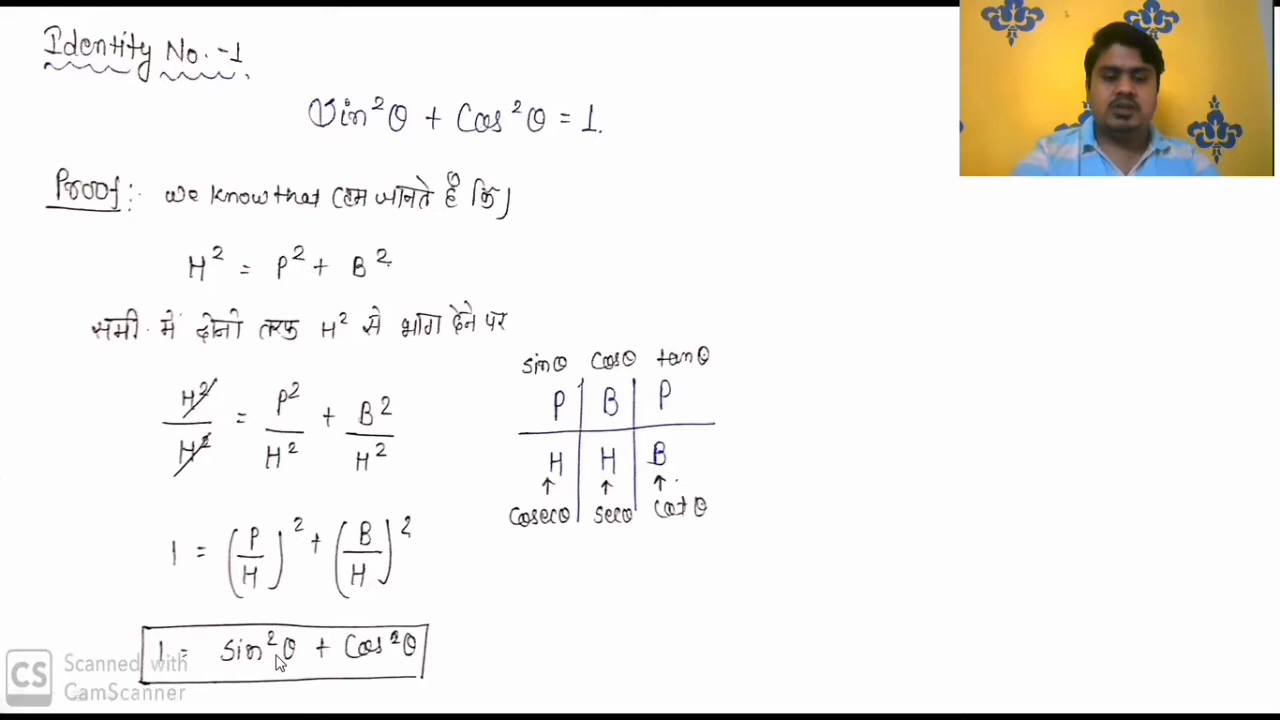 Identity No.-1
Sin²θ + Cos²θ = 1.
Proof:- we know that (हम जानते है कि)
H² = P² + B²
समी. में दोनो तरफ H² से भाग देने पर
H²/H² = P²/H² + B²/H²
sinθ cosθ tanθ
P B P
H H B
↑ ↑ ↑
cosecθ secθ cotθ
1 = (P/H)² + (B/H)²
1 = sin²θ + Cos²θ
CS Scanned with
CamScanner